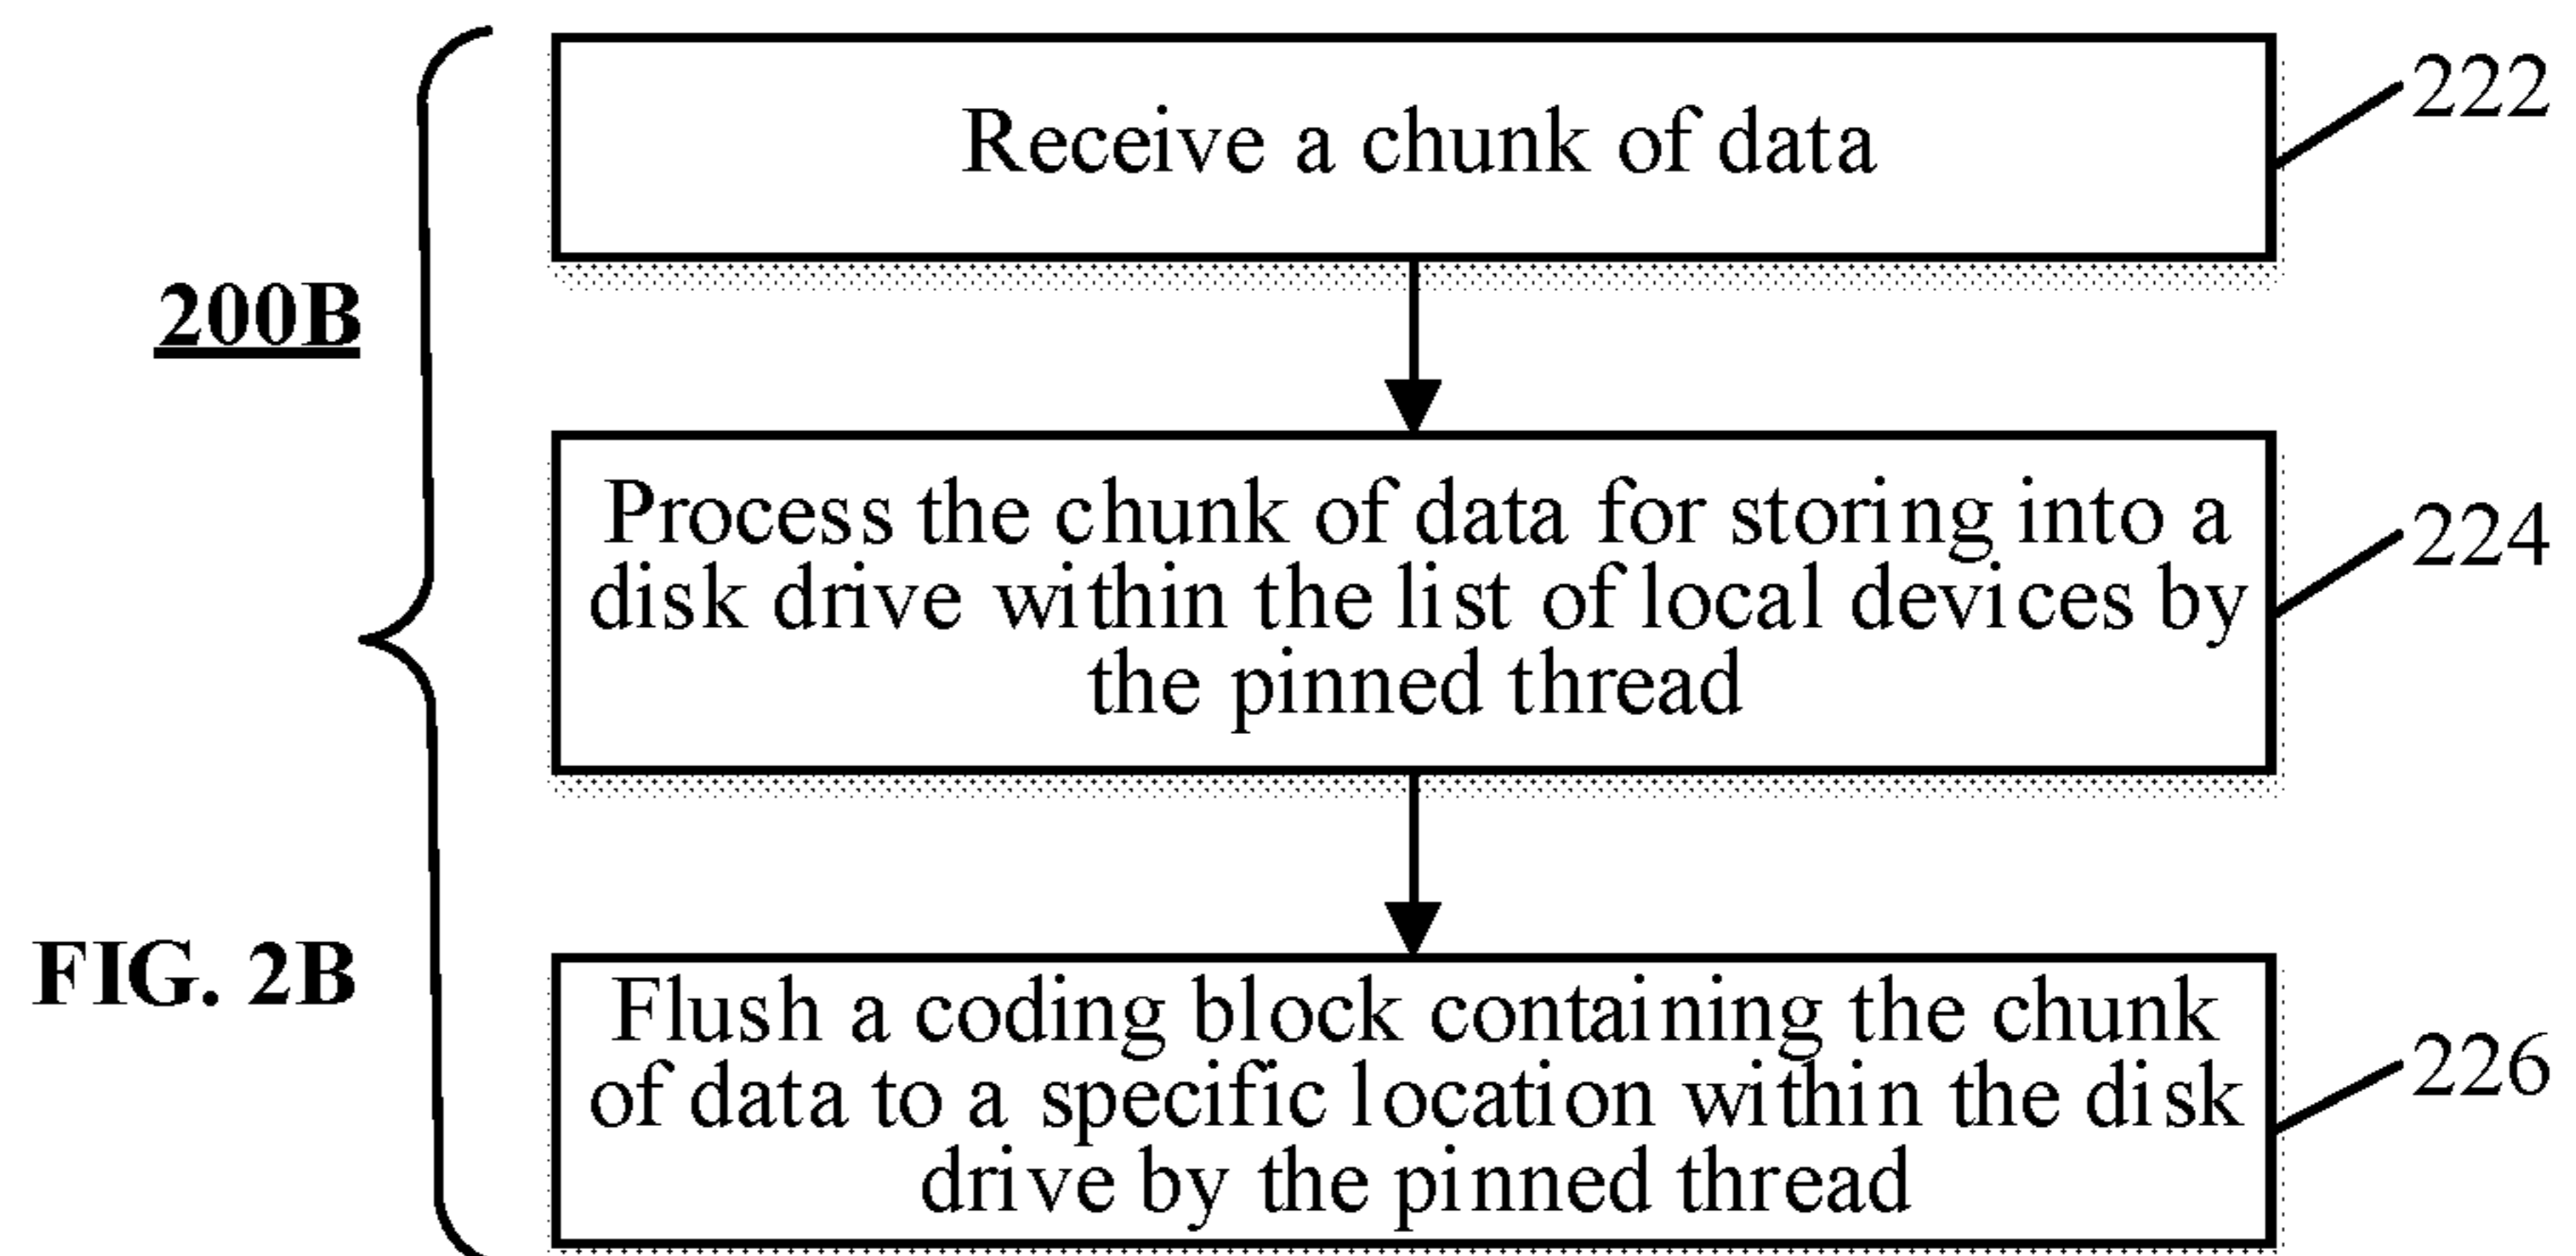 Receive a chunk of data
222
200B
Process the chunk of data for storing into a
disk drive within the list of local devices by
the pinned thread
224
FIG. 2B
Flush a coding block containing the chunk
of data to a specific location within the disk
drive by the pinned thread
226